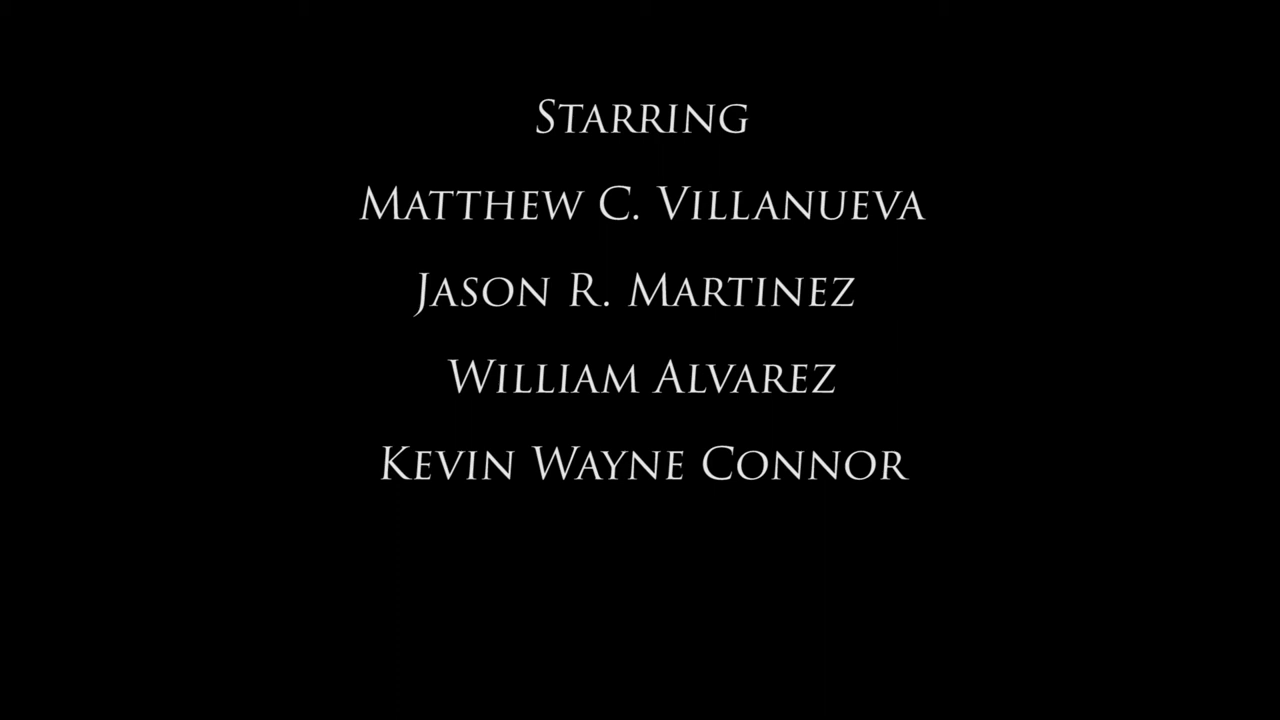 Starring
Matthew C. Villanueva
Jason R. Martinez
William Alvarez
Kevin Wayne Connor